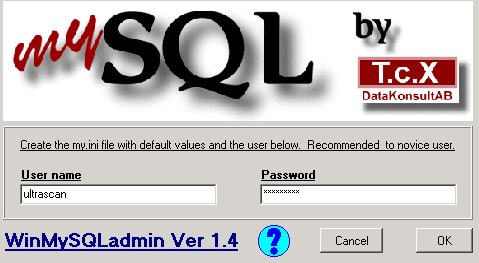 mySQL by
T.c.X
DataKonsultAB
Create the my.ini file with default values and the user below. Recommended to novice user.
User name Password
ultrascan *********
WinMySQLadmin Ver 1.4 ? Cancel OK